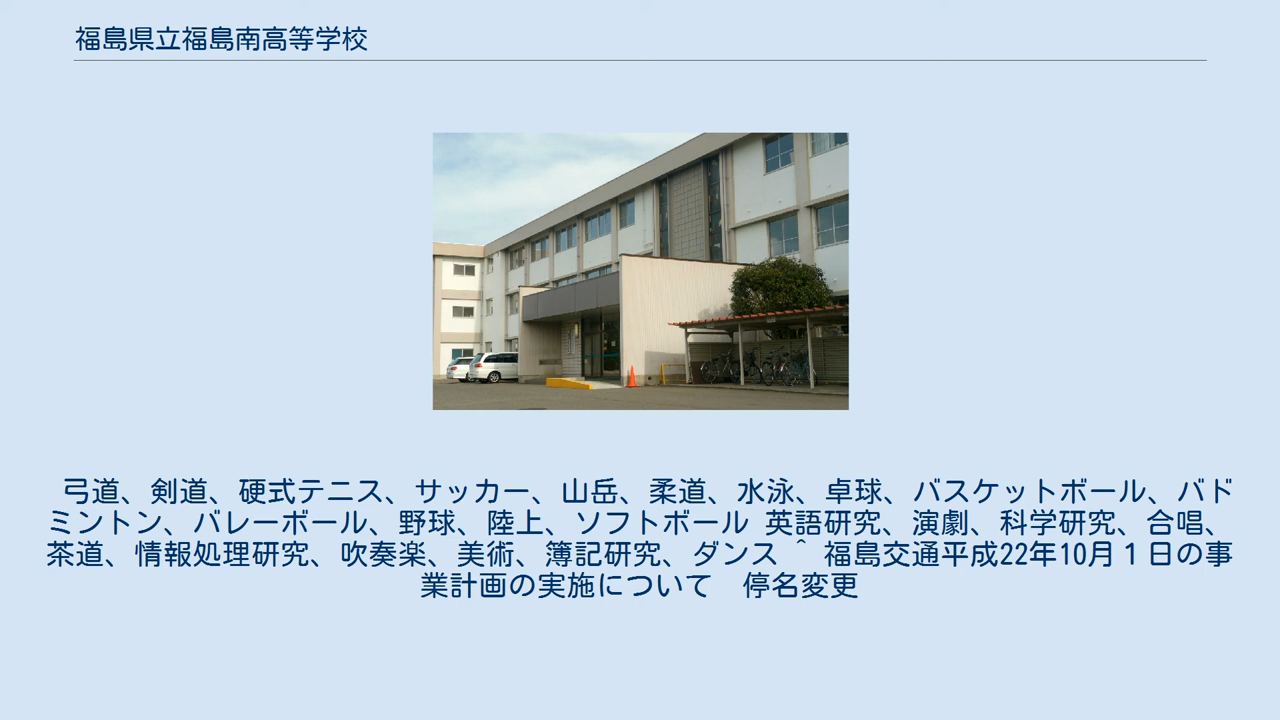 福島県立福島南高等学校
弓道、剣道、硬式テニス、サッカー、山岳、柔道、水泳、卓球、バスケットボール、バド
ミントン、バレーボール、野球、陸上、ソフトボール 英語研究、演劇、科学研究、合唱、
茶道、情報処理研究、吹奏楽、美術、簿記研究、ダンス ^ 福島交通平成22年10月１日の事
業計画の実施について　停名変更